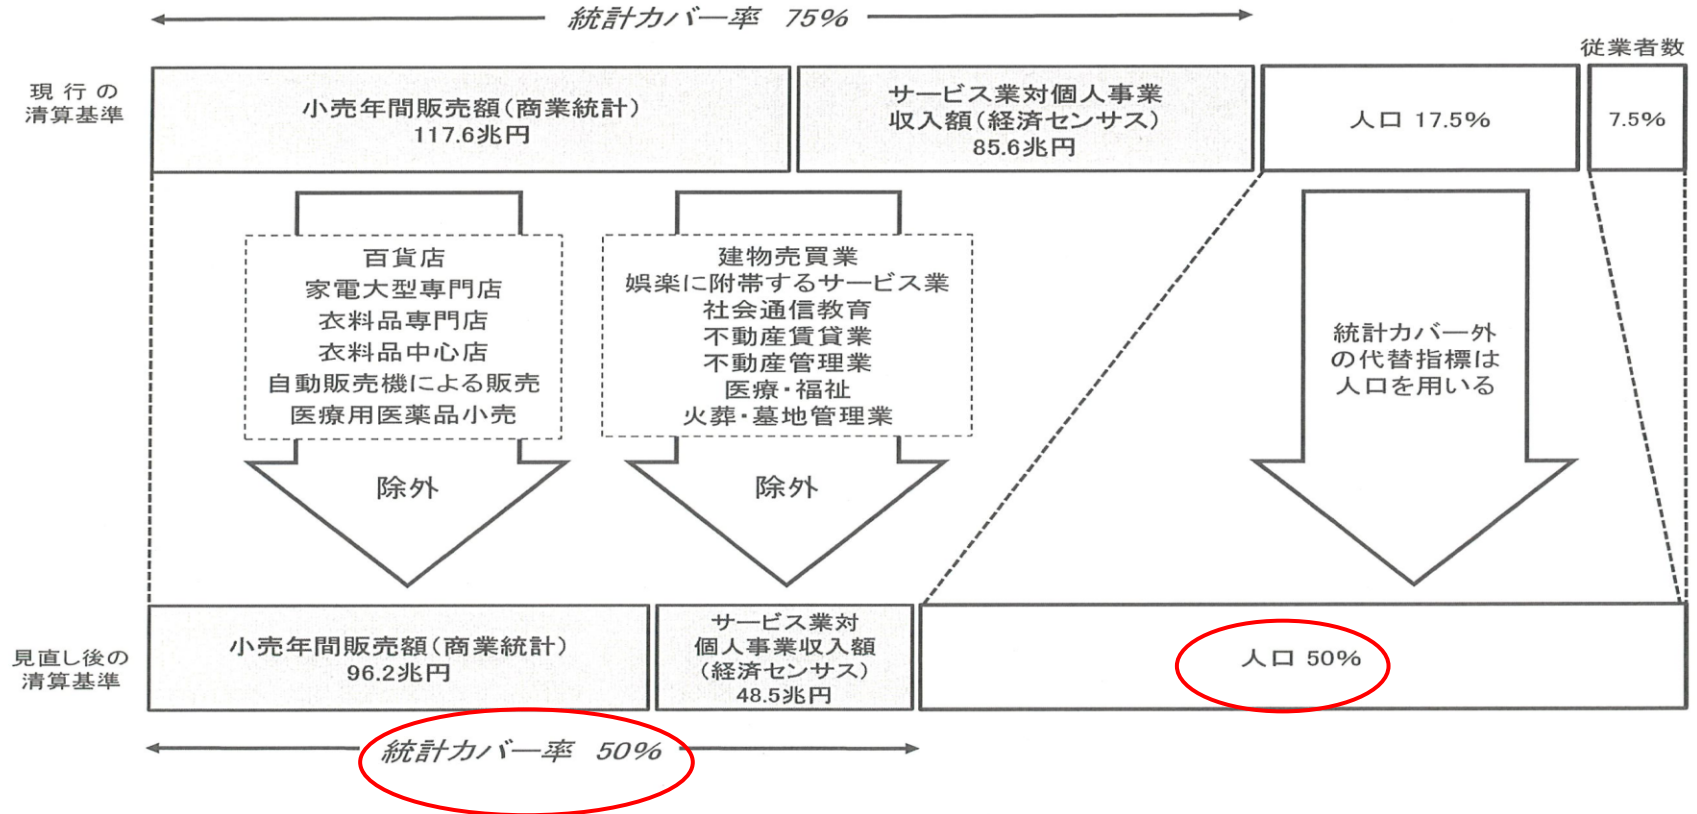 統計カバー率 75%
従業者数
現行の
清算基準
小売年間販売額(商業統計)
117.6兆円
サービス業対個人事業
収入額(経済センサス)
85.6兆円
人口 17.5%
7.5%
百貨店
家電大型専門店
衣料品専門店
衣料品中心店
自動販売機による販売
医療用医薬品小売
除外
建物売買業
娯楽に附帯するサービス業
社会通信教育
不動産賃貸業
不動産管理業
医療・福祉
火葬・墓地管理業
除外
統計カバー外
の代替指標は
人口を用いる
見直し後の
清算基準
小売年間販売額(商業統計)
96.2兆円
サービス業対
個人事業収入額
(経済センサス)
48.5兆円
人口 50%
統計カバー率 50%